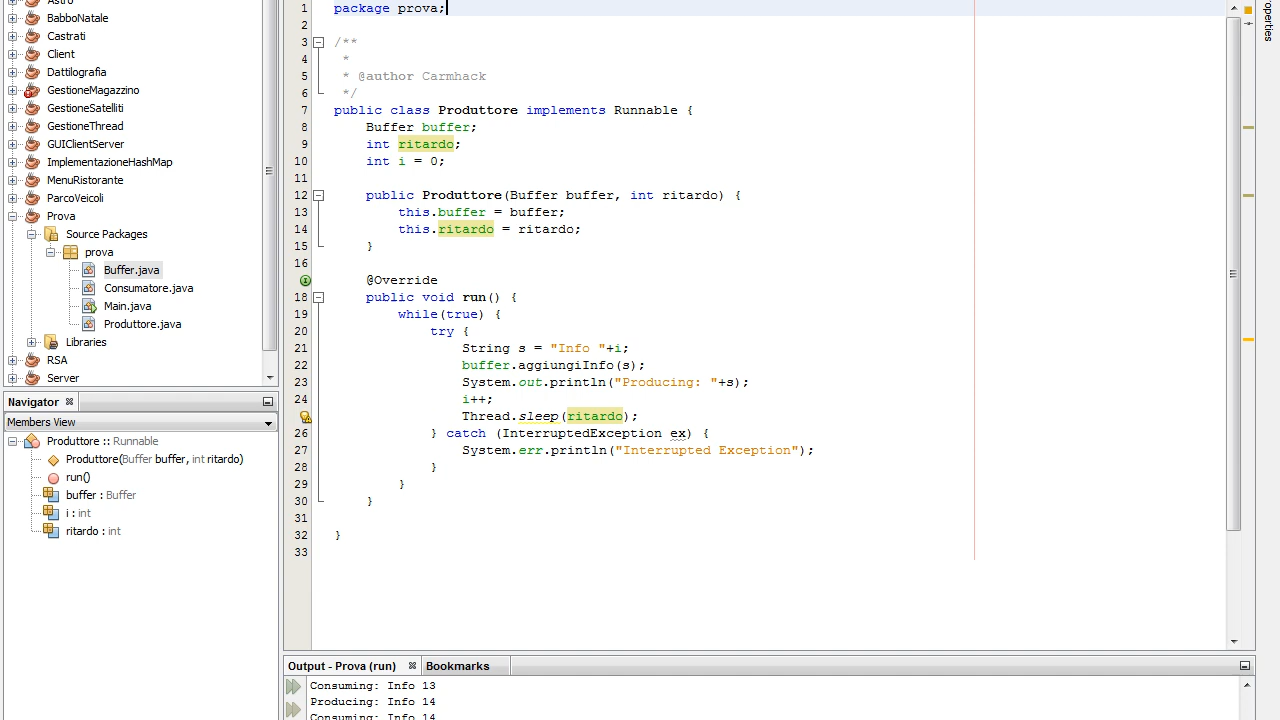 Astro
BabboNatale
Castrati
Client
Dattilografia
GestioneMagazzino
GestioneSatelliti
GestioneThread
GUIClientServer
ImplementazioneHashMap
MenuRistorante
ParcoVeicoli
Prova
Source Packages
prova
Buffer.java
Consumatore.java
Main.java
Produttore.java
Libraries
RSA
Server
Navigator
Members View
Produttore :: Runnable
Produttore(Buffer buffer, int ritardo)
run()
buffer : Buffer
i : int
ritardo : int
1 package prova;
2
3 /**
4 *
5 * @author Carmhack
6 */
7 public class Produttore implements Runnable {
8 Buffer buffer;
9 int ritardo;
10 int i = 0;
11
12 public Produttore(Buffer buffer, int ritardo) {
13 this.buffer = buffer;
14 this.ritardo = ritardo;
15 }
16
@Override
18 public void run() {
19 while(true) {
20 try {
21 String s = "Info "+i;
22 buffer.aggiungiInfo(s);
23 System.out.println("Producing: "+s);
24 i++;
Thread.sleep(ritardo);
26 } catch (InterruptedException ex) {
27 System.err.println("Interrupted Exception");
28 }
29 }
30 }
31
32 }
33
Output - Prova (run) Bookmarks
Consuming: Info 13
Producing: Info 14
Consuming: Info 14